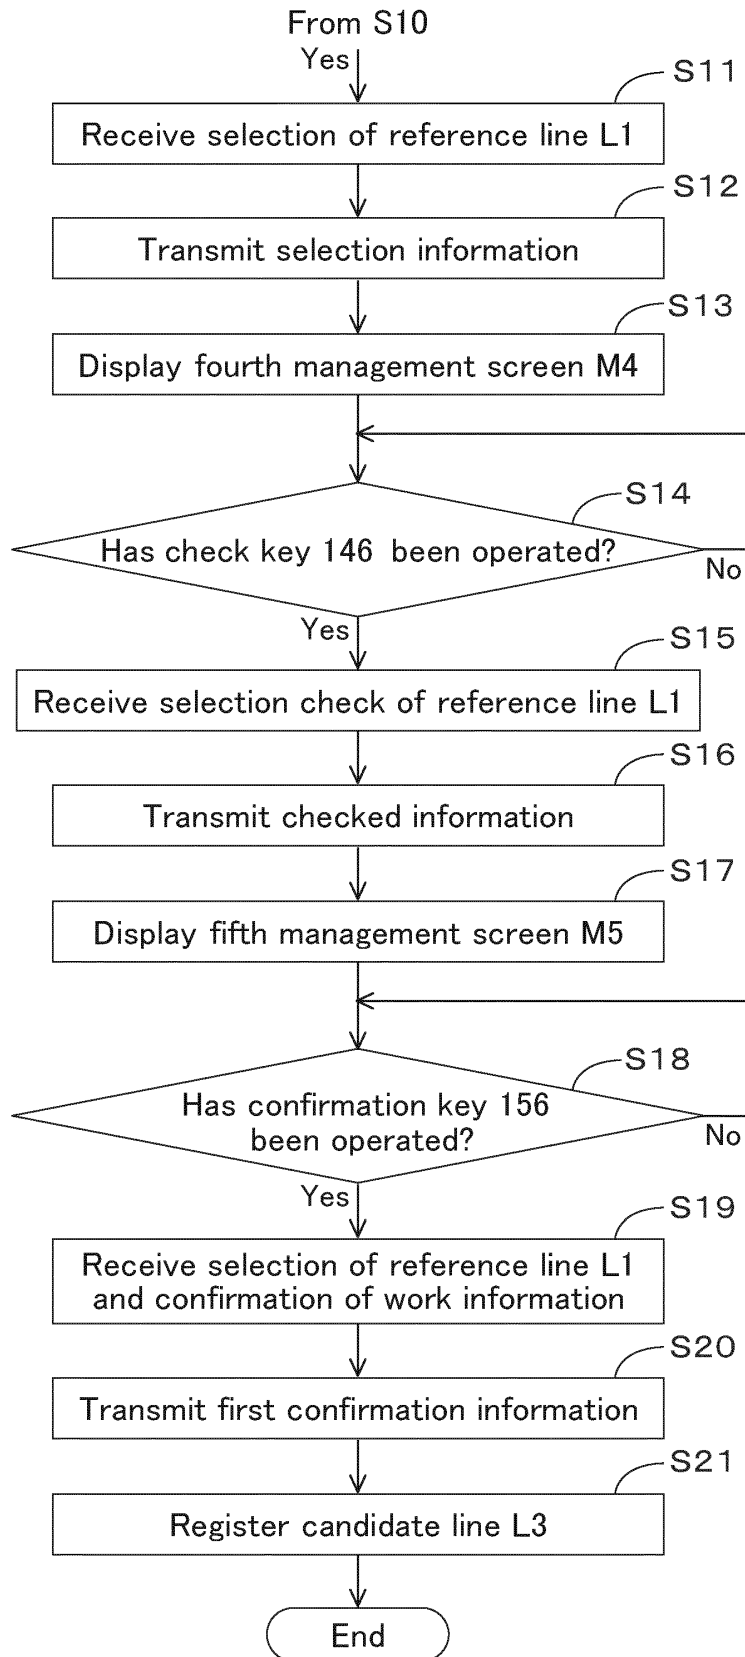 From S10
Yes
S11
Receive selection of reference line L1
S12
Transmit selection information
S13
Display fourth management screen M4
S14
Has check key 146 been operated?
No
Yes
S15
Receive selection check of reference line L1
S16
Transmit checked information
S17
Display fifth management screen M5
S18
Has confirmation key 156
been operated?
No
Yes
S19
Receive selection of reference line L1
and confirmation of work information
S20
Transmit first confirmation information
S21
Register candidate line L3
End